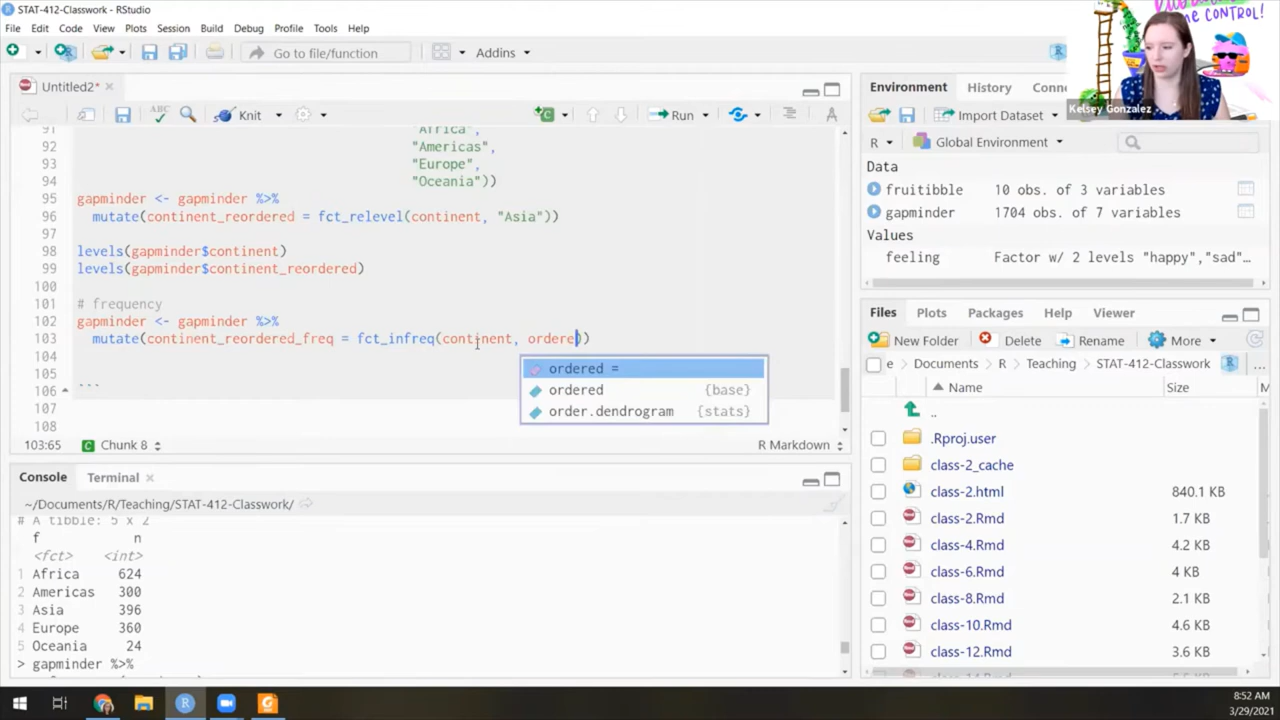 STAT-412-Classwork - RStudio
File Edit Code View Plots Session Build Debug Profile Tools Help
Go to file/function
Addins
ME CONTROL!
Kelsey Gonzalez
Untitled2*
Knit
Run
91 "Africa",
92 "Americas",
93 "Europe",
94 "Oceania"))
95 gapminder <- gapminder %>%
96 mutate(continent_reordered = fct_relevel(continent, "Asia"))
97
98 levels(gapminder$continent)
99 levels(gapminder$continent_reordered)
100
101 # frequency
102 gapminder <- gapminder %>%
103 mutate(continent_reordered_freq = fct_infreq(continent, ordere))
104
105
106 ```
107
108
ordered =
ordered {base}
order.dendrogram {stats}
103:65 Chunk 8 R Markdown
Console Terminal
~/Documents/R/Teaching/STAT-412-Classwork/
# A tibble: 5 x 2
f n
<fct> <int>
1 Africa 624
2 Americas 300
3 Asia 396
4 Europe 360
5 Oceania 24
> gapminder %>%
Environment History Conn
Import Dataset
R Global Environment
Data
fruitibble 10 obs. of 3 variables
gapminder 1704 obs. of 7 variables
Values
feeling Factor w/ 2 levels "happy","sad"…
Files Plots Packages Help Viewer
New Folder Delete Rename More
e Documents R Teaching STAT-412-Classwork ...
Name Size
..
.Rproj.user
class-2_cache
class-2.html 840.1 KB
class-2.Rmd 1.7 KB
class-4.Rmd 4.2 KB
class-6.Rmd 4 KB
class-8.Rmd 2.1 KB
class-10.Rmd 4.6 KB
class-12.Rmd 3.6 KB
8:52 AM
3/29/2021